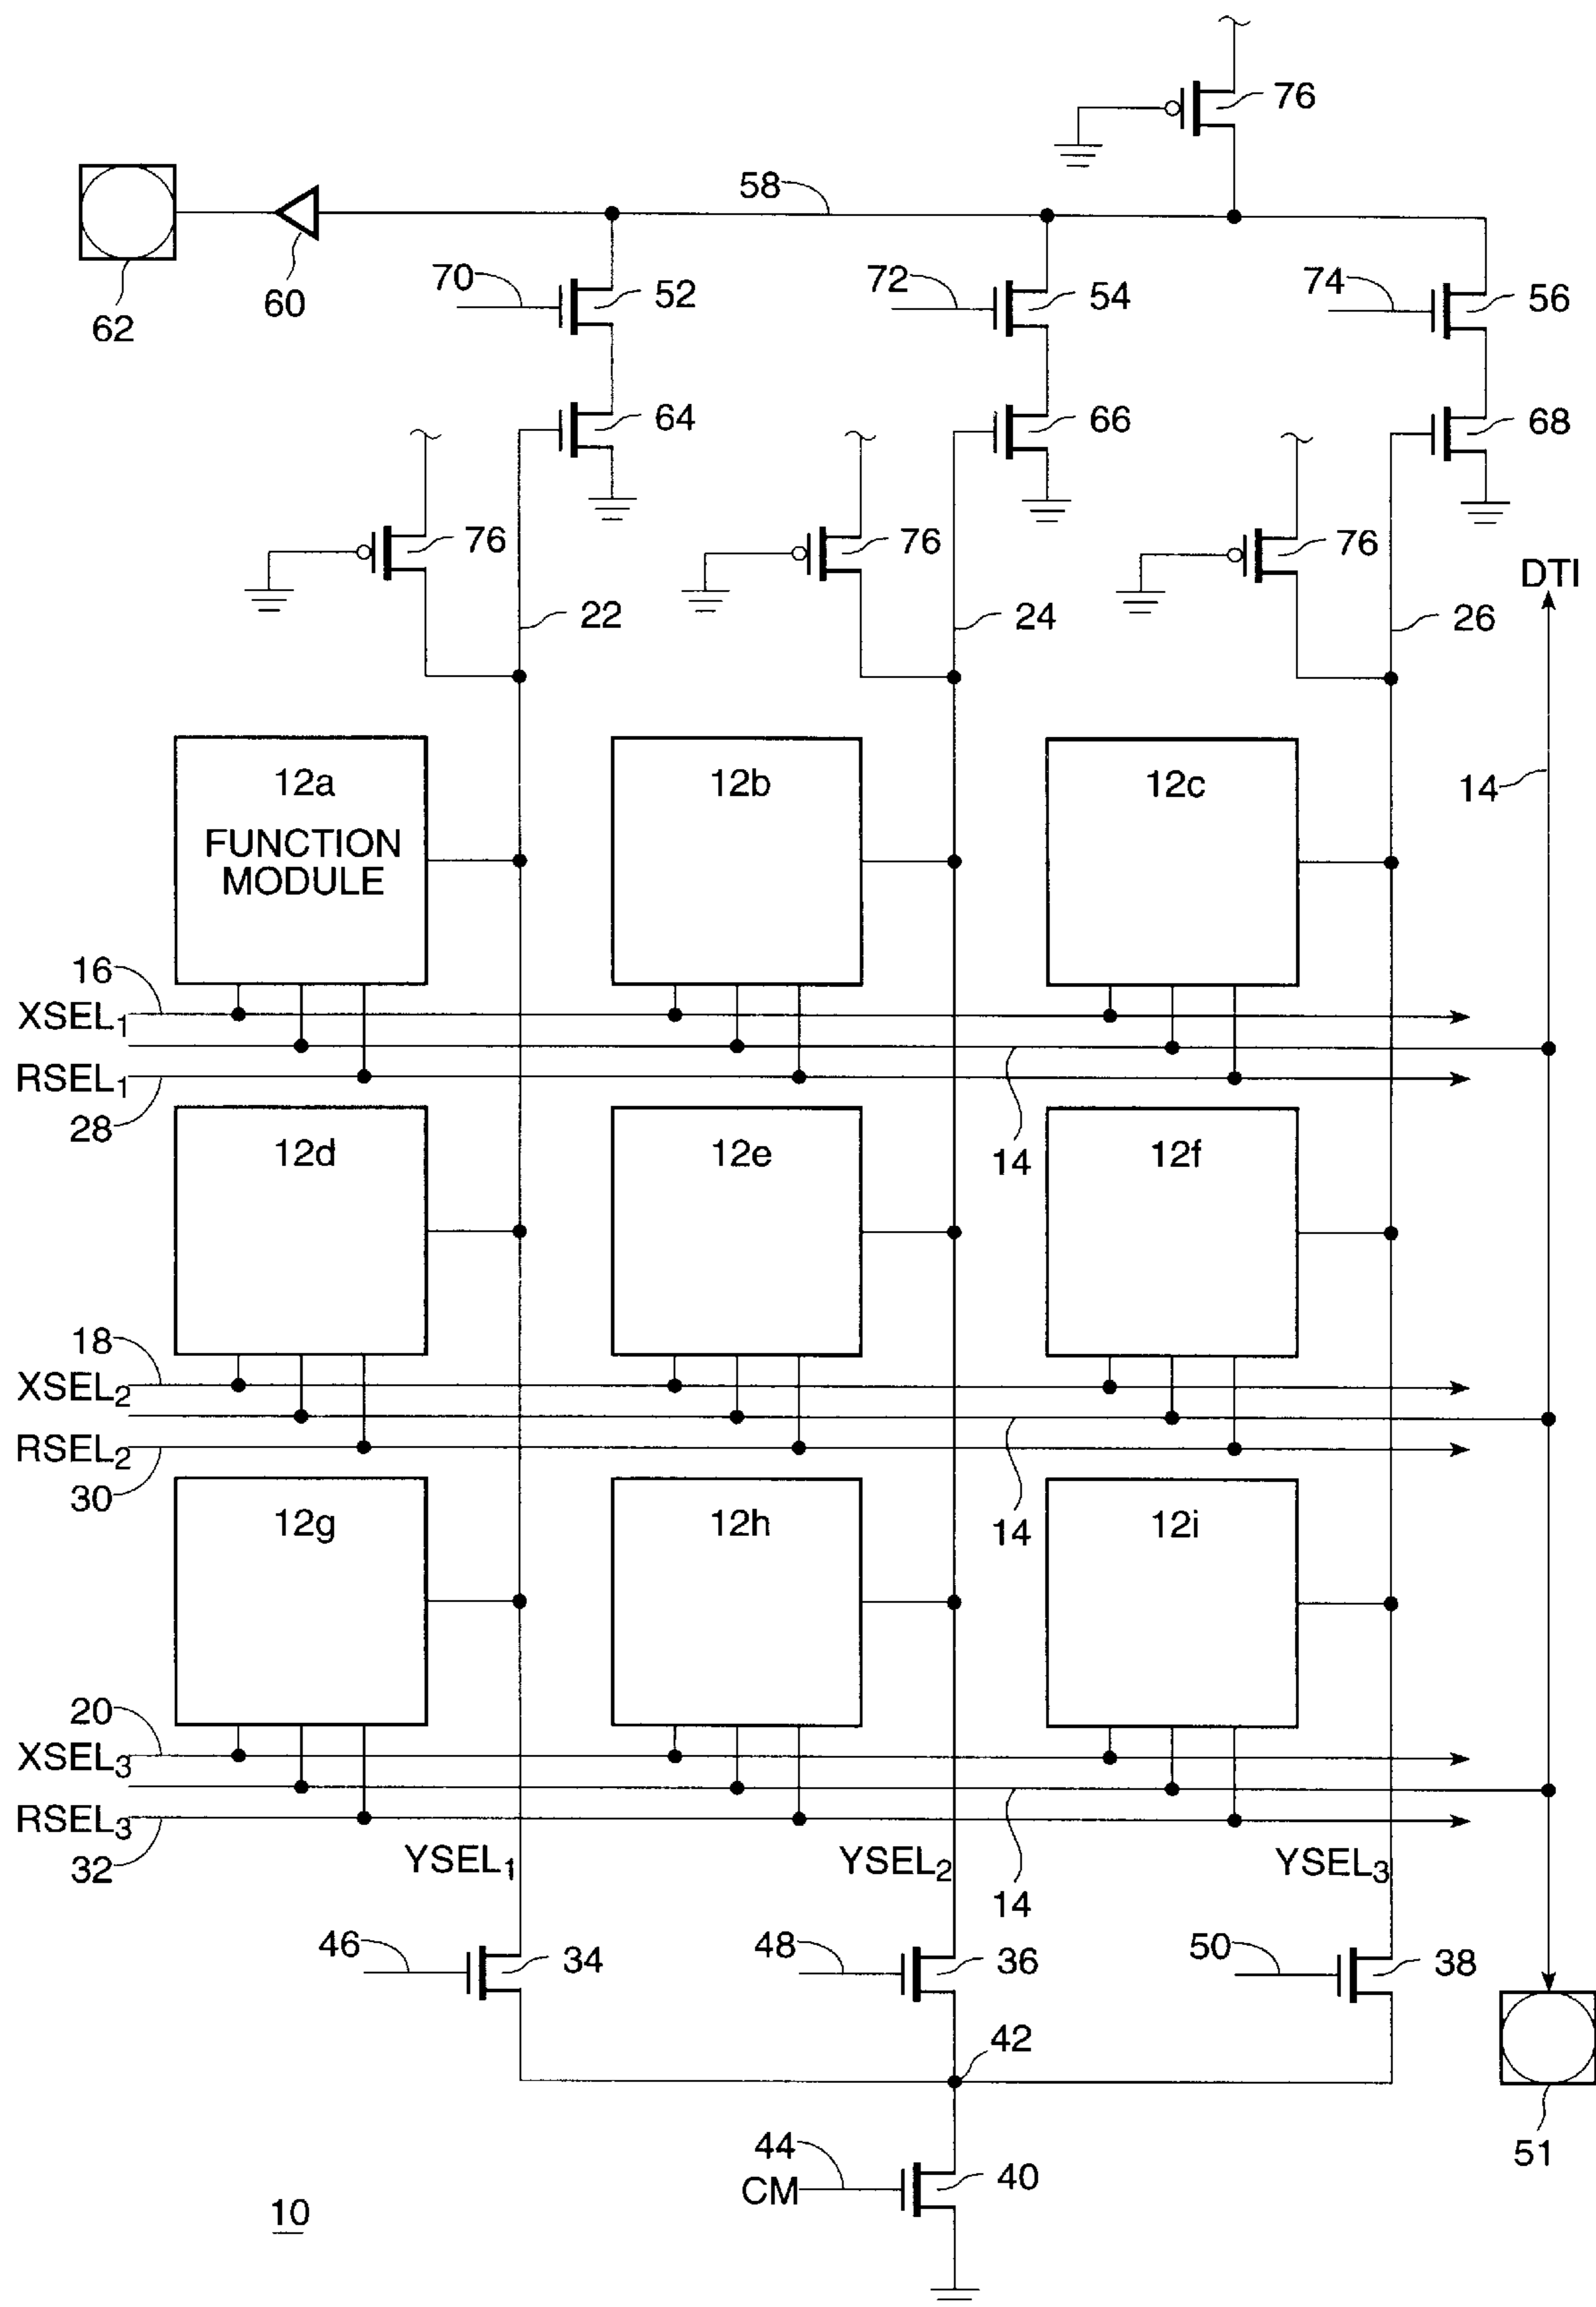 76
58
62
60
70
52
72
54
74
56
64
66
68
76
76
76
DTI
22
24
26
14
12a
FUNCTION
MODULE
12b
12c
16
XSEL1
RSEL1
28
14
12d
12e
12f
18
XSEL2
RSEL2
30
14
12g
12h
12i
20
XSEL3
RSEL3
32
YSEL1
YSEL2
YSEL3
14
46
34
48
36
50
38
42
51
44
CM
40
10